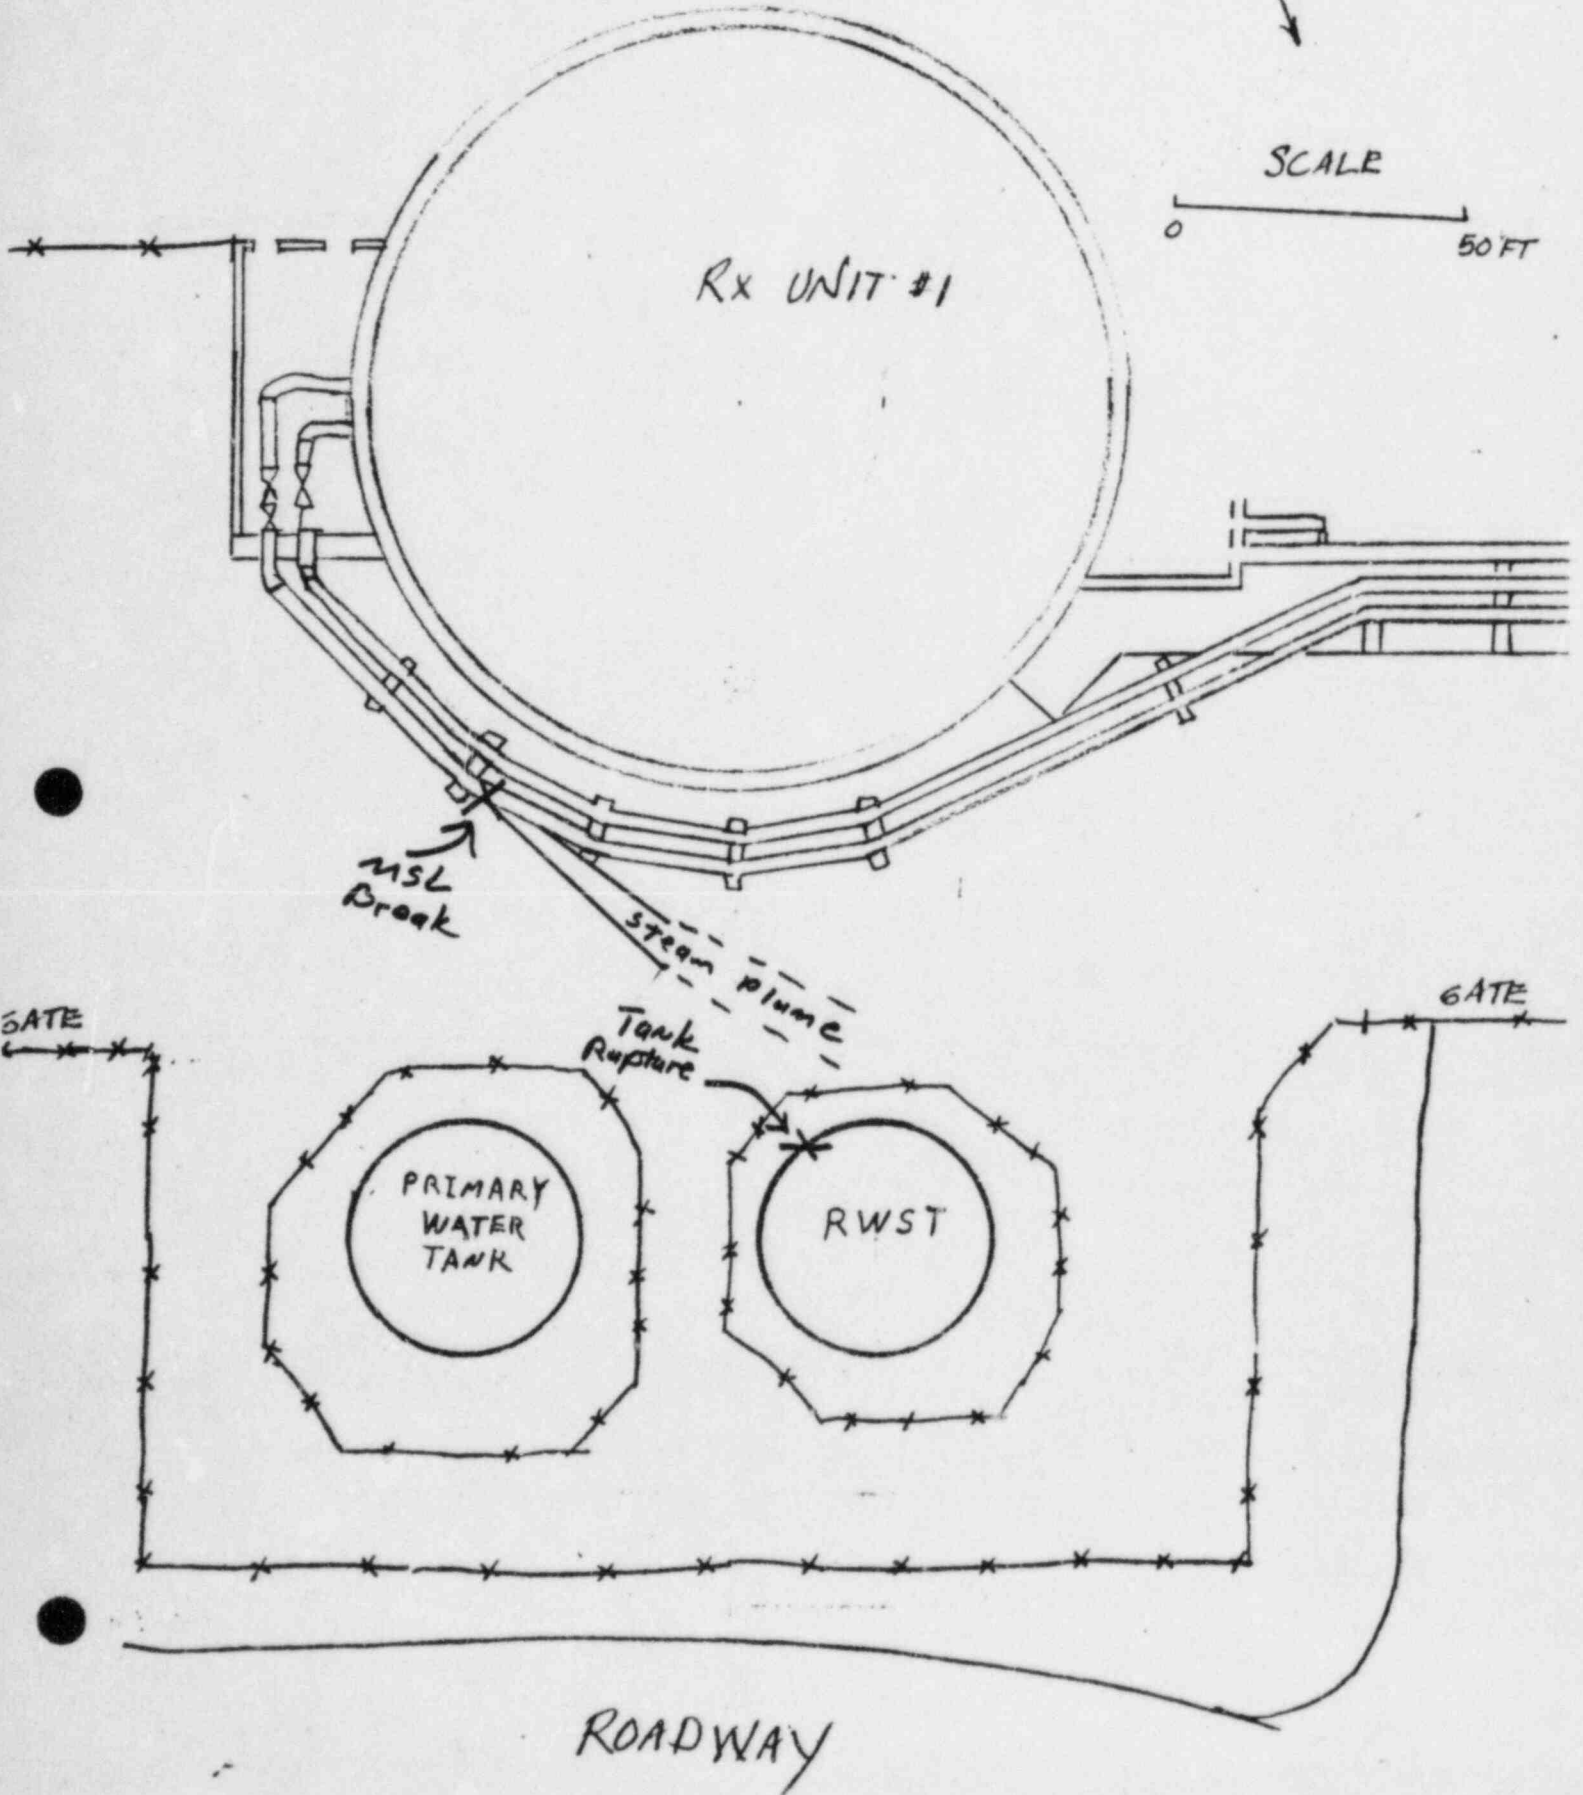 SCALE
0
50 FT
Rx UNIT #1
MSL
Break
steam plume
GATE
GATE
Tank
Rupture
PRIMARY
WATER
TANK
RWST
ROADWAY